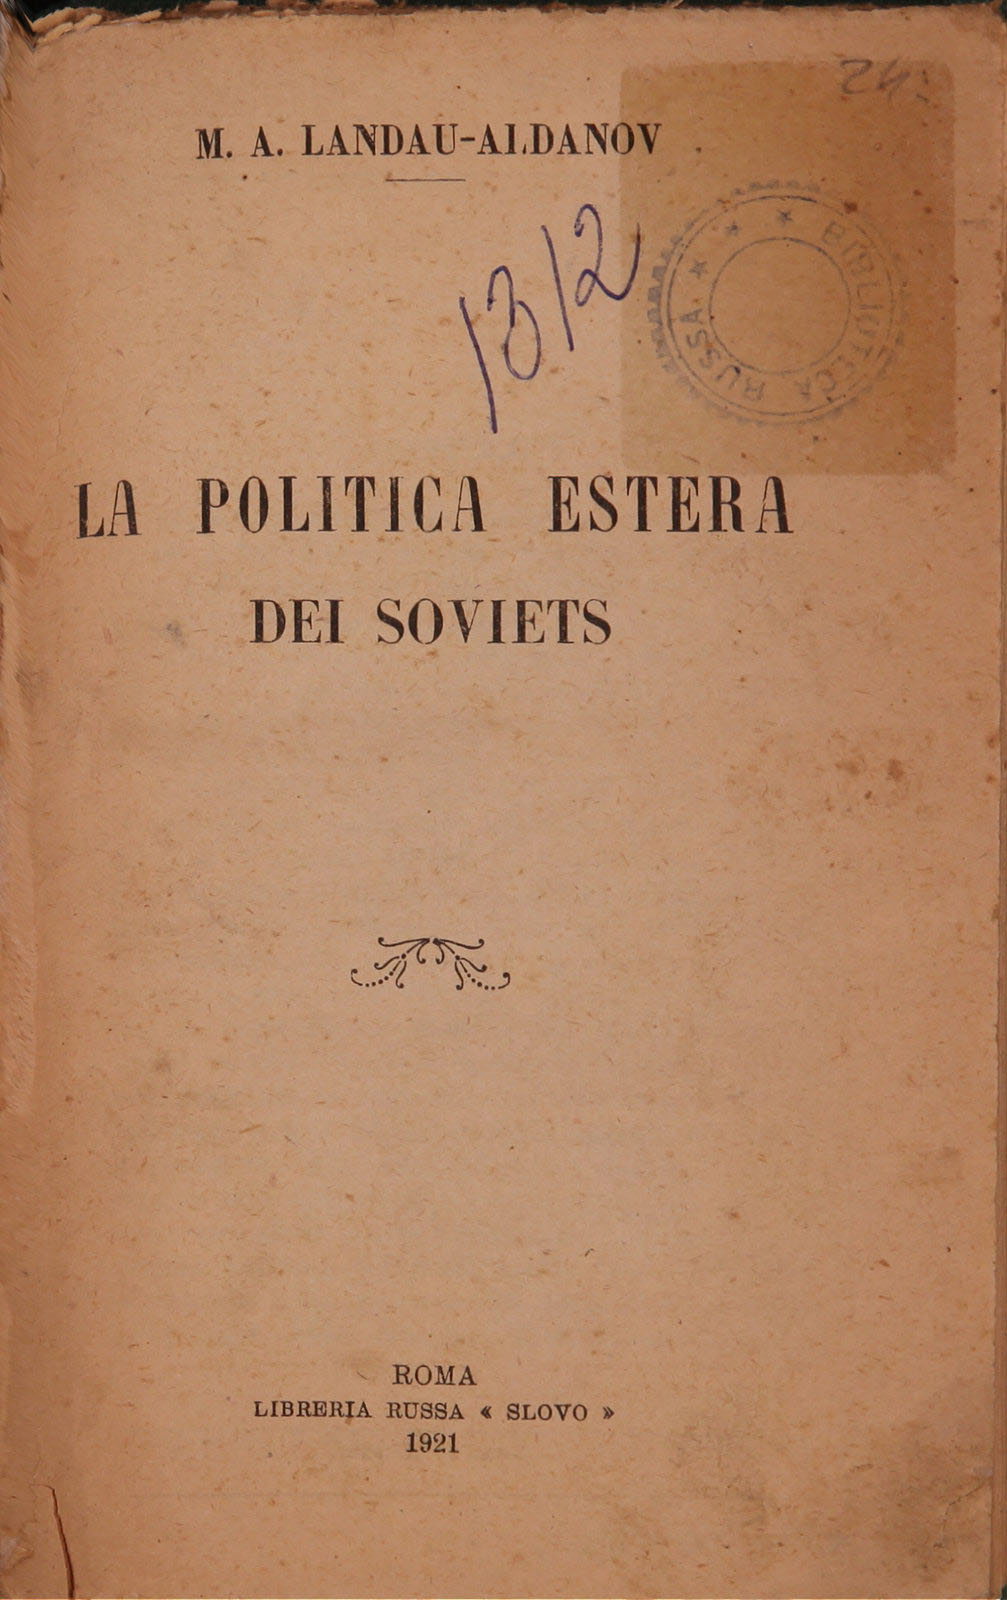 24.
M. A. LANDAU-ALDANOV
1312
BIBLIOTECA RUSSA
LA POLITICA ESTERA
DEI SOVIETS
ROMA
LIBRERIA RUSSA « SLOVO »
1921